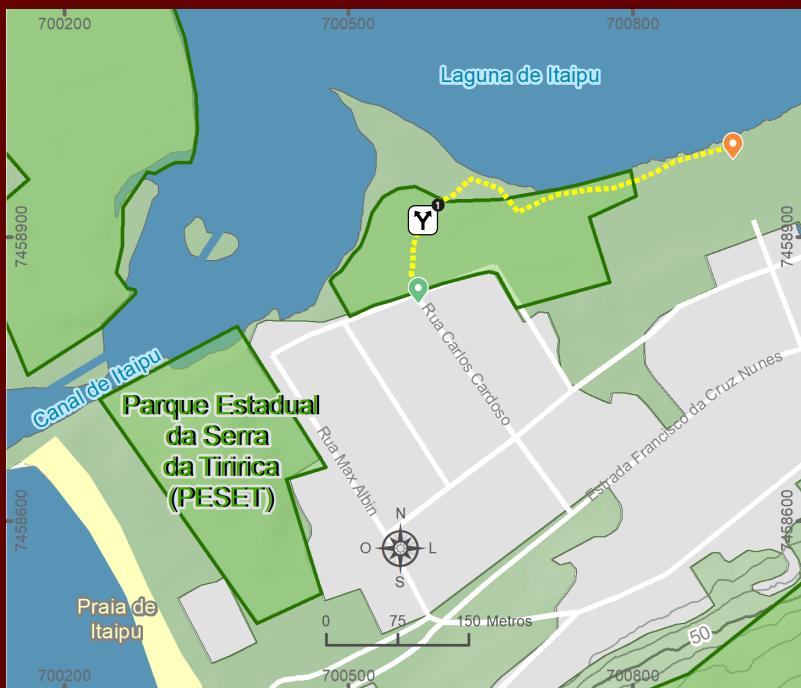 700200
700500
700800
Laguna de Itaipu
1
7458900
7458900
Rua Carlos Cardoso
Canal de Itaipu
Estrada Francisco da Cruz Nunes
Parque Estadual
da Serra
da Tiririca
(PESET)
Rua Max Albin
7458600
7458600
N
O
L
S
Praia de
Itaipu
0 75 150 Metros
50
700200
700500
700800